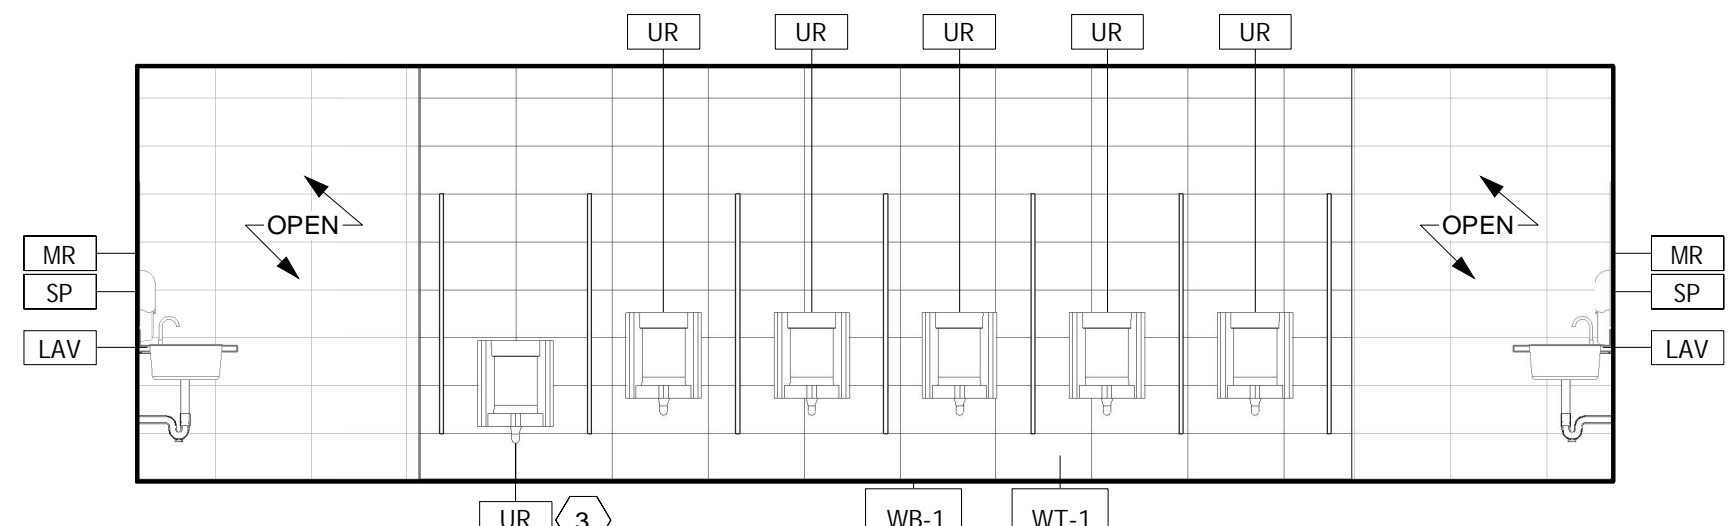 UR UR UR UR UR
OPEN OPEN
MR MR
SP SP
LAV LAV
UR 3 WB-1 WT-1